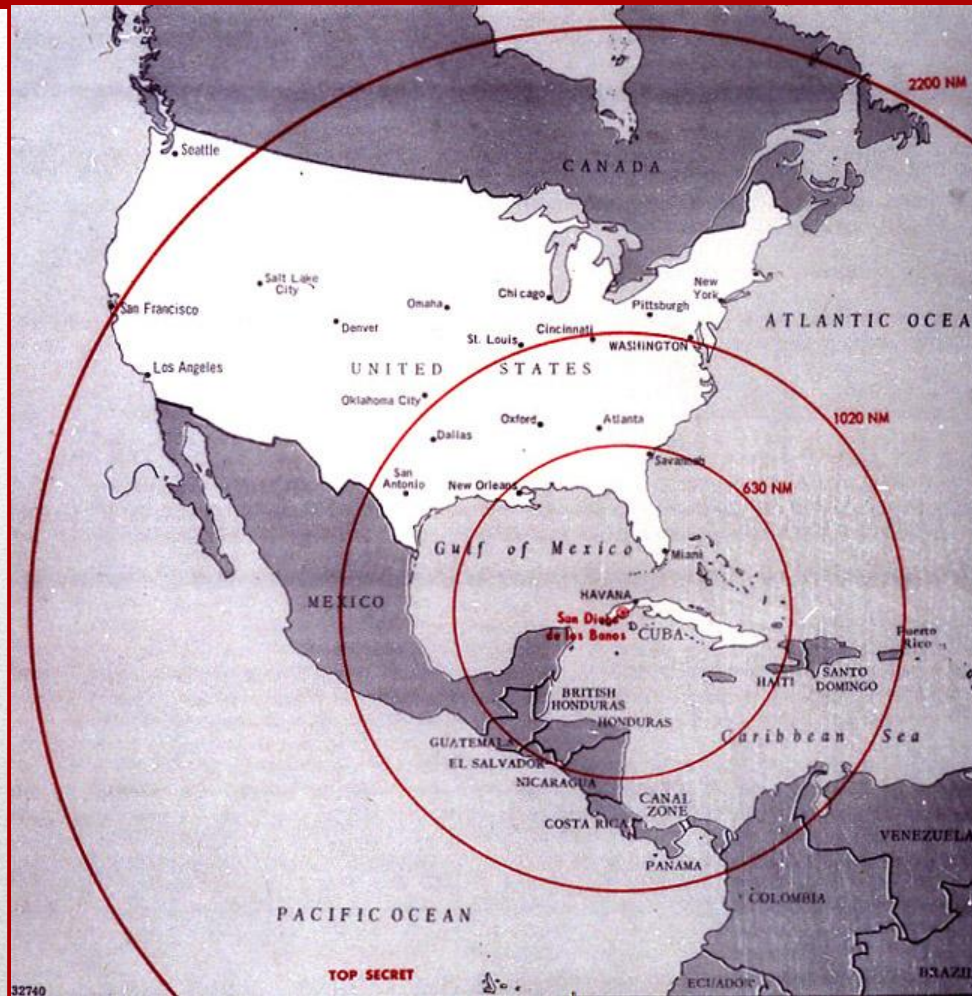 2200 NM
Seattle
CANADA
Salt Lake
City
New
York
Chicago
Omaha
Pittsburgh
San Francisco
Denver
Cincinnati
ATLANTIC OCEA
St. Louis
WASHINGTON
Los Angeles
UNITED STATES
Oklahoma City
1020 NM
Oxford
Atlanta
Dallas
Savannah
San
Antonio
New Orleans
630 NM
Gulf of Mexico
Miami
HAVANA
MEXICO
San Diego
de los Banos
CUBA
Puerto
Rico
HAITI
SANTO
DOMINGO
BRITISH
HONDURAS
HONDURAS
GUATEMALA
Caribbean Sea
EL SALVADOR
NICARAGUA
CANAL
ZONE
COSTA RICA
VENEZUELA
PANAMA
COLOMBIA
PACIFIC OCEAN
TOP SECRET
ECUADOR
BRAZIL
32740